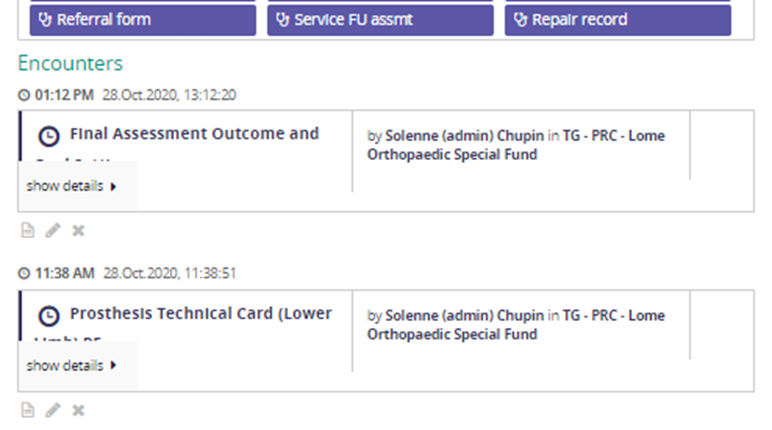 Referral form
Service FU assmt
Repair record
Encounters
01:12 PM 28.Oct.2020, 13:12:20
Final Assessment Outcome and
by Solenne (admin) Chupin in TG - PRC - Lome
Orthopaedic Special Fund
show details
11:38 AM 28.Oct.2020, 11:38:51
Prosthesis Technical Card (Lower
by Solenne (admin) Chupin in TG - PRC - Lome
Orthopaedic Special Fund
show details